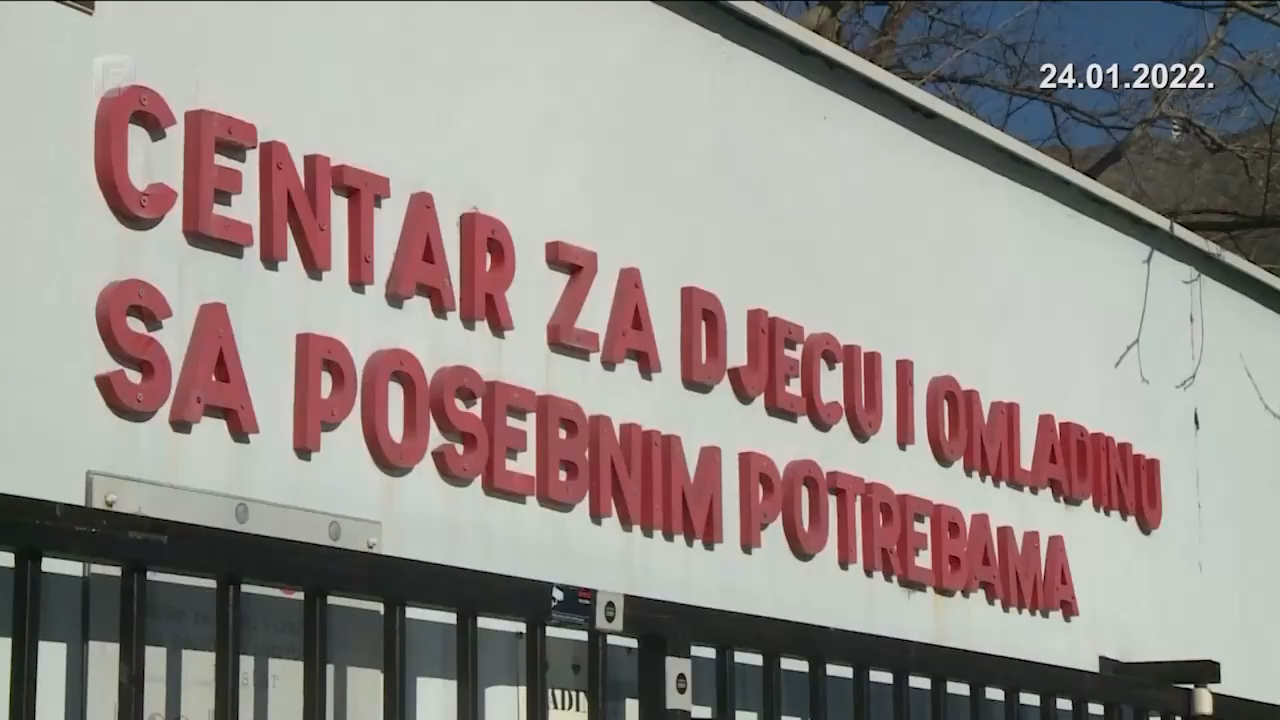 24.01.2022.
CENTAR ZA DJECU I OMLADINU
SA POSEBNIM POTREBAMA